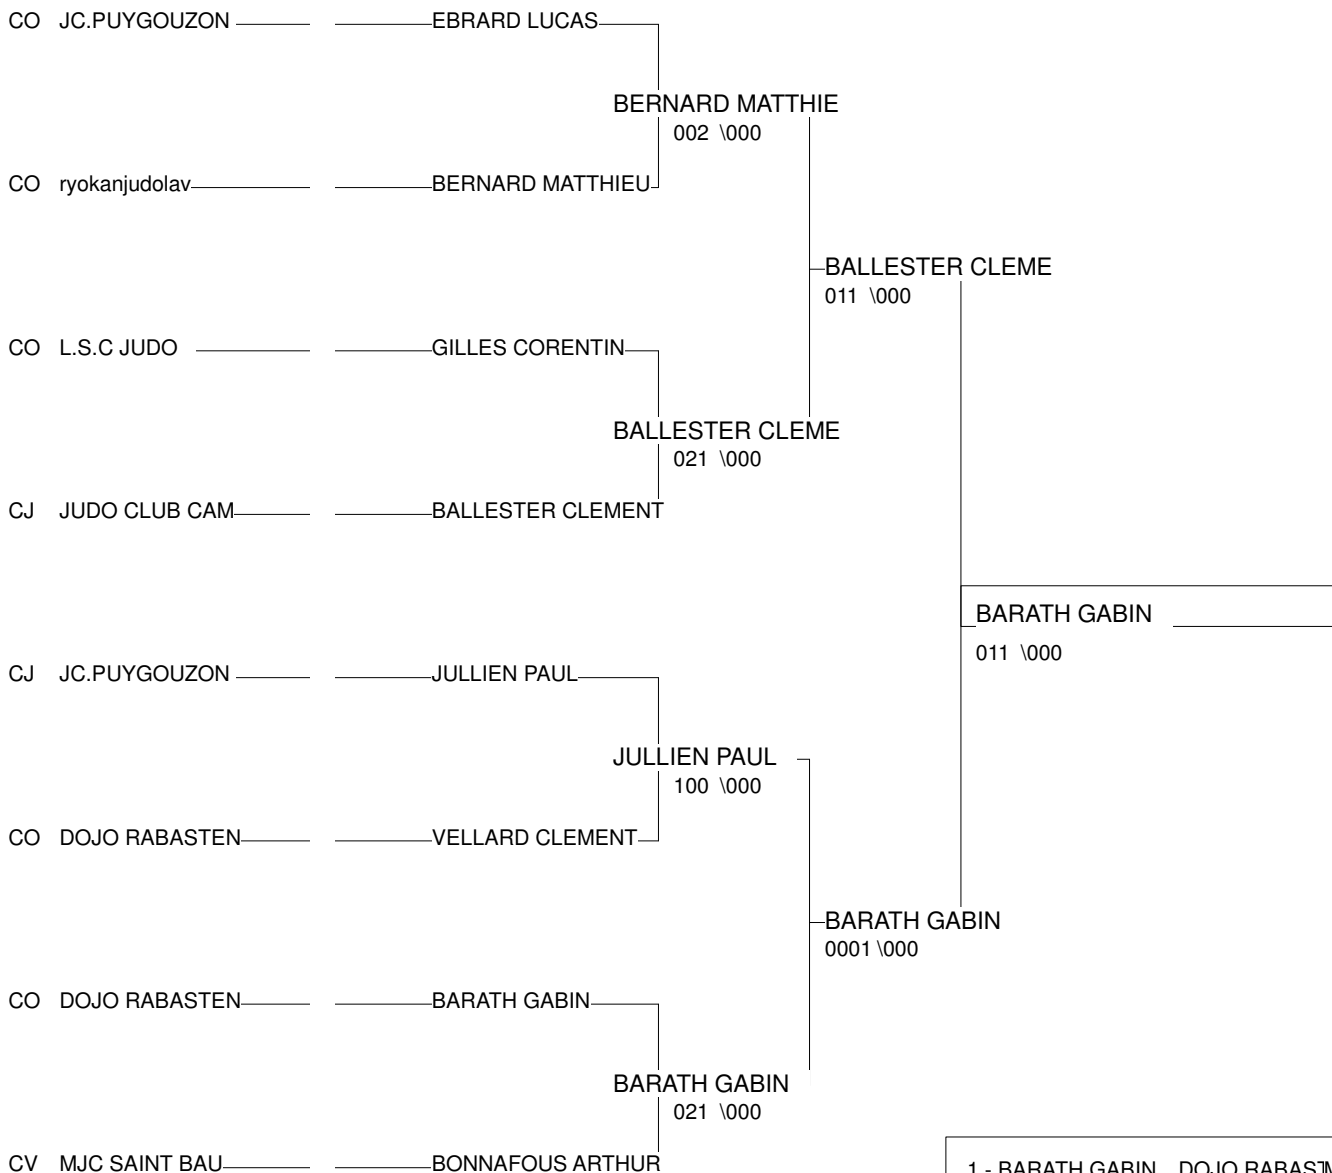 CO JC.PUYGOUZON EBRARD LUCAS
BERNARD MATTHIE
002 \000
CO ryokanjudolav BERNARD MATTHIEU
BALLESTER CLEME
011 \000
CO L.S.C JUDO GILLES CORENTIN
BALLESTER CLEME
021 \000
CJ JUDO CLUB CAM BALLESTER CLEMENT
BARATH GABIN
011 \000
CJ JC.PUYGOUZON JULLIEN PAUL
JULLIEN PAUL
100 \000
CO DOJO RABASTEN VELLARD CLEMENT
BARATH GABIN
0001 \000
CO DOJO RABASTEN BARATH GABIN
BARATH GABIN
021 \000
CV MJC SAINT BAU BONNAFOUS ARTHUR
1 - BARATH GABIN DOJO